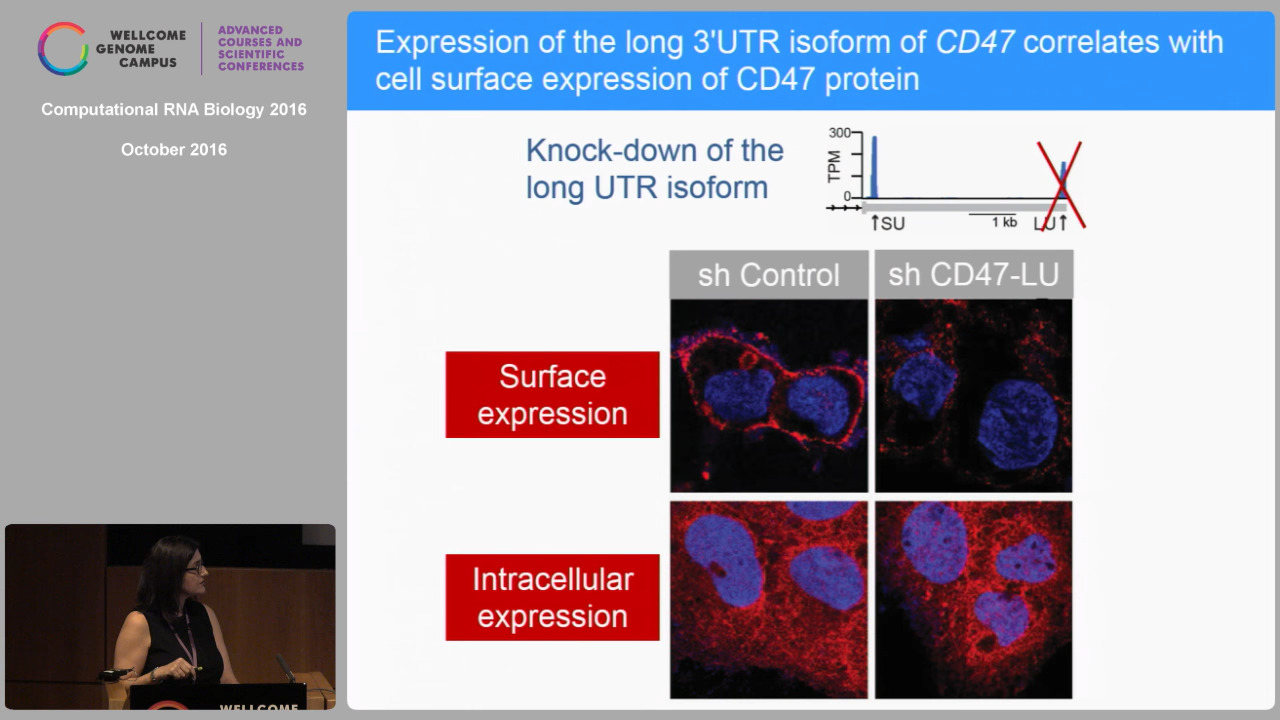 WELLCOME
GENOME
CAMPUS
ADVANCED
COURSES AND
SCIENTIFIC
CONFERENCES
Computational RNA Biology 2016
October 2016
Expression of the long 3'UTR isoform of CD47 correlates with
cell surface expression of CD47 protein
Knock-down of the
long UTR isoform
300
TPM
0
↑SU
1 kb
LU↑
sh Control
sh CD47-LU
Surface
expression
Intracellular
expression
WELLCOME